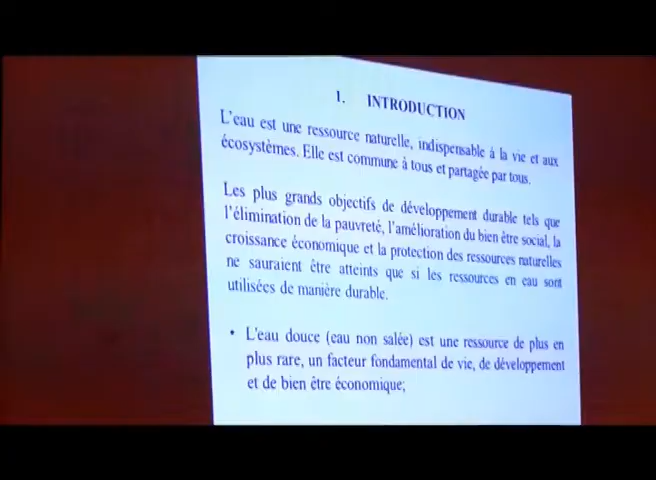 1. INTRODUCTION
L'eau est une ressource naturelle, indispensable à la vie et aux
écosystèmes. Elle est commune à tous et partagée par tous.
Les plus grands objectifs de développement durable tels que
l'élimination de la pauvreté, l'amélioration du bien être social, la
croissance économique et la protection des ressources naturelles
ne sauraient être atteints que si les ressources en eau sont
utilisées de manière durable.
• L'eau douce (eau non salée) est une ressource de plus en
plus rare, un facteur fondamental de vie, de développement
et de bien être économique;